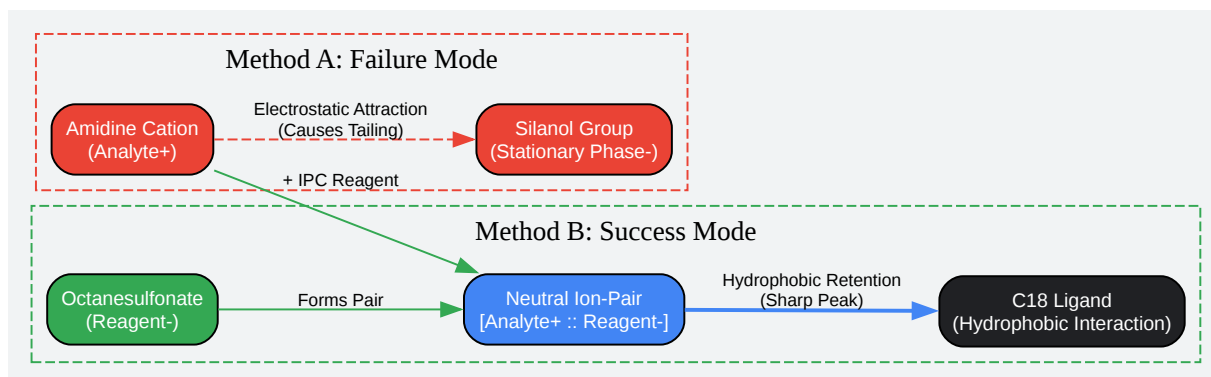 Method A: Failure Mode
Amidine Cation
(Analyte+)
Electrostatic Attraction
(Causes Tailing)
Silanol Group
(Stationary Phase-)
+ IPC Reagent
Method B: Success Mode
Octanesulfonate
(Reagent-)
Forms Pair
Neutral Ion-Pair
[Analyte+ :: Reagent-]
Hydrophobic Retention
(Sharp Peak)
C18 Ligand
(Hydrophobic Interaction)